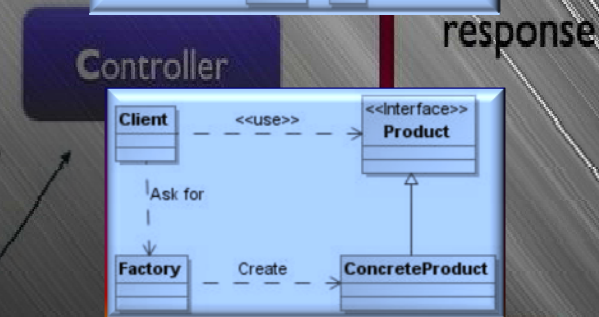 response
Controller
Client
<<use>>
<<Interface>>
Product
Ask for
Factory
Create
ConcreteProduct